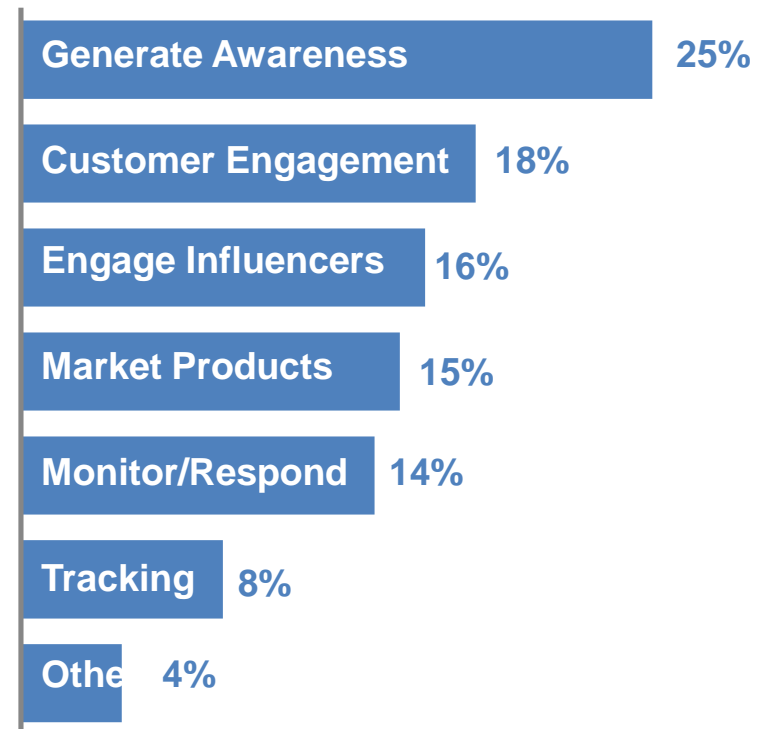 Generate Awareness 25%
Customer Engagement 18%
Engage Influencers 16%
Market Products 15%
Monitor/Respond 14%
Tracking 8%
Othe 4%